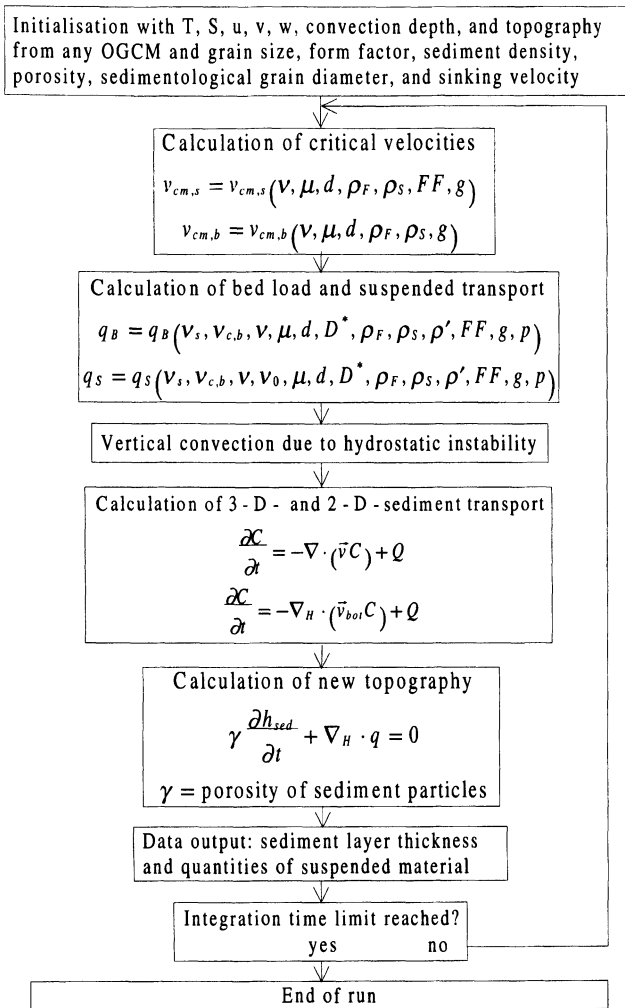 Initialisation with T, S, u, v, w, convection depth, and topography
from any OGCM and grain size, form factor, sediment density,
porosity, sedimentological grain diameter, and sinking velocity
Calculation of critical velocities
v_{cm,s} = v_{cm,s}(ν, μ, d, ρ_F, ρ_S, FF, g)
v_{cm,b} = v_{cm,b}(ν, μ, d, ρ_F, ρ_S, g)
Calculation of bed load and suspended transport
q_B = q_B(ν_s, ν_{c,b}, ν, μ, d, D*, ρ_F, ρ_S, ρ′, FF, g, p)
q_S = q_S(ν_s, ν_{c,b}, ν, ν_0, μ, d, D*, ρ_F, ρ_S, ρ′, FF, g, p)
Vertical convection due to hydrostatic instability
Calculation of 3 - D - and 2 - D - sediment transport
∂C/∂t = -∇ · (v⃗C) + Q
∂C/∂t = -∇_H · (v⃗_{bot}C) + Q
Calculation of new topography
γ ∂h_{sed}/∂t + ∇_H · q = 0
γ = porosity of sediment particles
Data output: sediment layer thickness
and quantities of suspended material
Integration time limit reached?
yes no
End of run